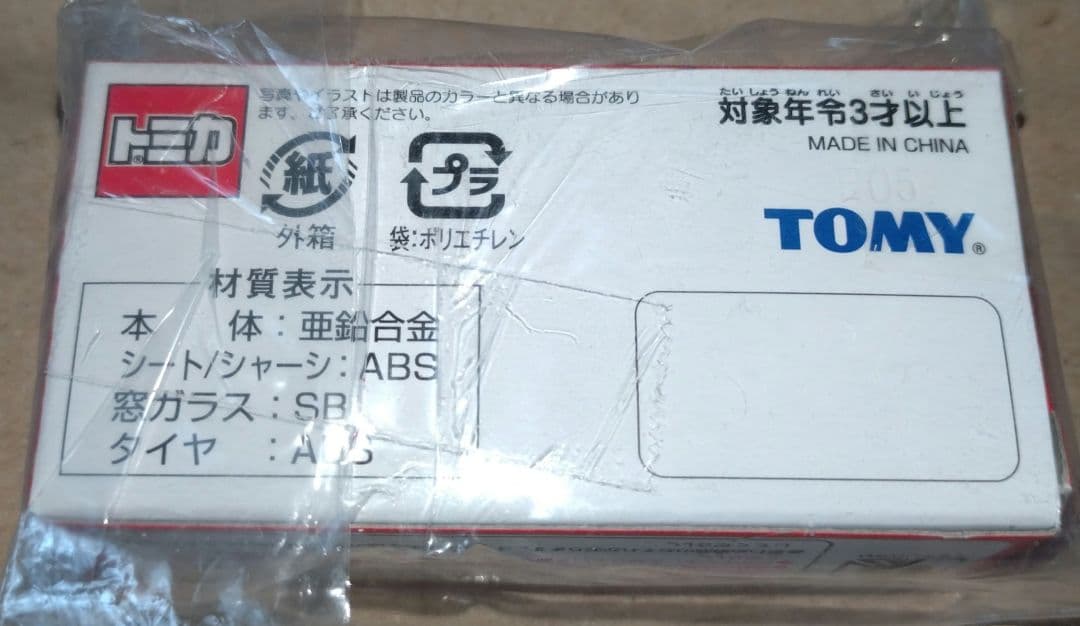 トミカ®
写真やイラストは製品のカラーと異なる場合があり
ます。ご了承ください。
紙
外箱
プラ
袋:ポリエチレン
たいしょうねんれい さい いじょう
対象年令3才以上
MADE IN CHINA
TOMY®
材質表示
本 体:亜鉛合金
シート/シャーシ:ABS
窓ガラス:SB
タイヤ :ABS